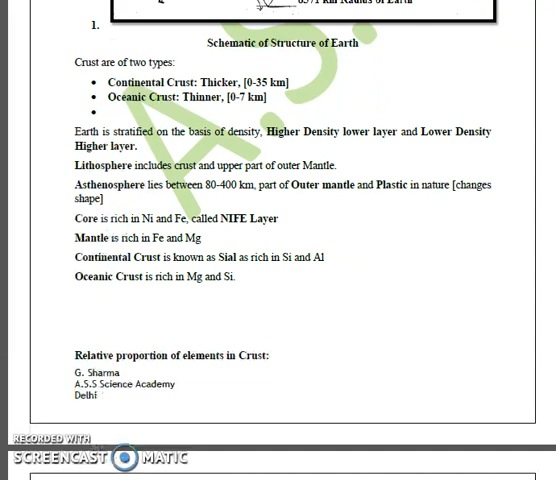 6371 Km Radius of Earth
1.
Schematic of Structure of Earth
Crust are of two types:
• Continental Crust: Thicker, [0-35 km]
• Oceanic Crust: Thinner, [0-7 km]
•
Earth is stratified on the basis of density, Higher Density lower layer and Lower Density
Higher layer.
Lithosphere includes crust and upper part of outer Mantle.
Asthenosphere lies between 80-400 km, part of Outer mantle and Plastic in nature [changes
shape]
Core is rich in Ni and Fe, called NIFE Layer
Mantle is rich in Fe and Mg
Continental Crust is known as Sial as rich in Si and Al
Oceanic Crust is rich in Mg and Si.
Relative proportion of elements in Crust:
G. Sharma
A.S.S Science Academy
Delhi
RECORDED WITH
SCREENCAST MATIC
A.S.